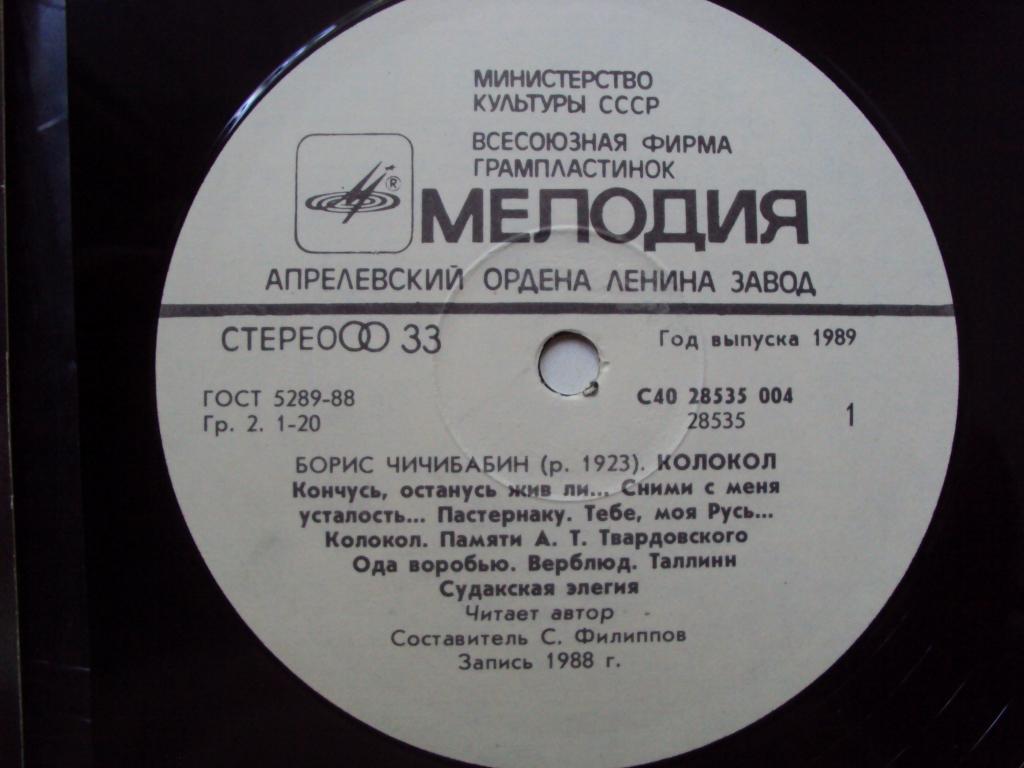 МИНИСТЕРСТВО
КУЛЬТУРЫ СССР
ВСЕСОЮЗНАЯ ФИРМА
ГРАМПЛАСТИНОК
®
МЕЛОДИЯ
АПРЕЛЕВСКИЙ ОРДЕНА ЛЕНИНА ЗАВОД
СТЕРЕО 33
Год выпуска 1989
ГОСТ 5289-88
Гр. 2. 1-20
С40 28535 004
28535
1
БОРИС ЧИЧИБАБИН (р. 1923). КОЛОКОЛ
Кончусь, останусь жив ли... Сними с меня
усталость... Пастернаку. Тебе, моя Русь...
Колокол. Памяти А. Т. Твардовского
Ода воробью. Верблюд. Таллинн
Судакская элегия
Читает автор
Составитель С. Филиппов
Запись 1988 г.